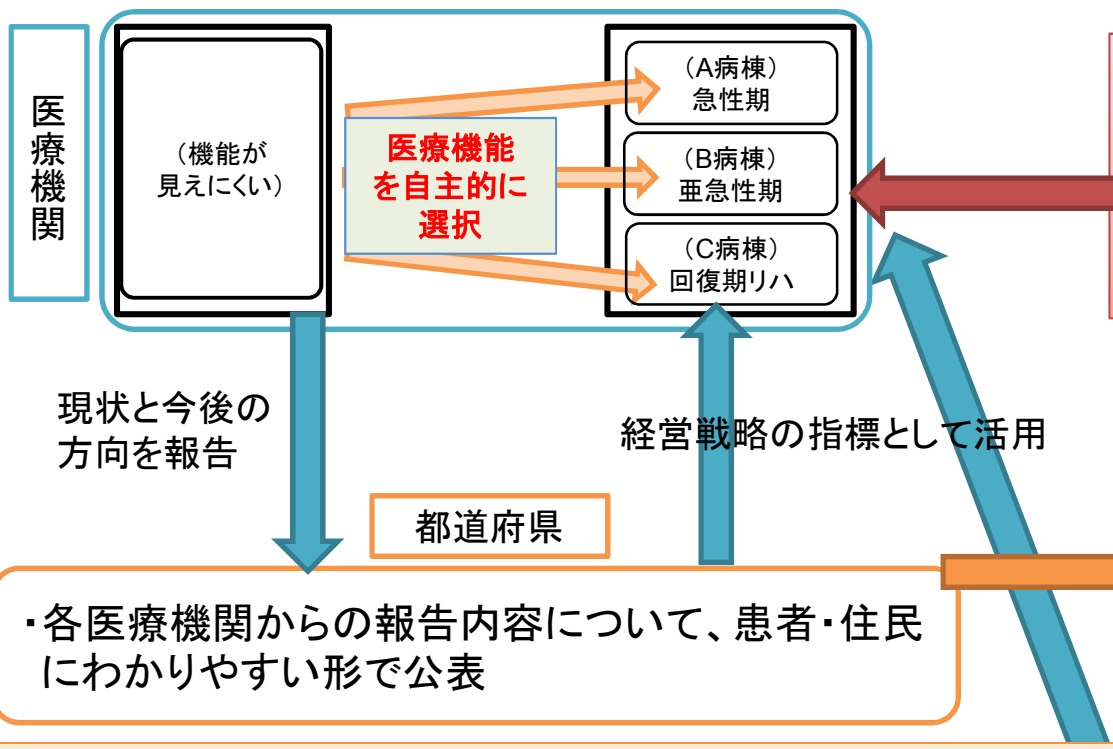 医療機関
（機能が
見えにくい）
医療機能
を自主的に
選択
（A病棟）
急性期
（B病棟）
亜急性期
（C病棟）
回復期リハ
現状と今後の
方向を報告
経営戦略の指標として活用
都道府県
・各医療機関からの報告内容について、患者・住民
にわかりやすい形で公表